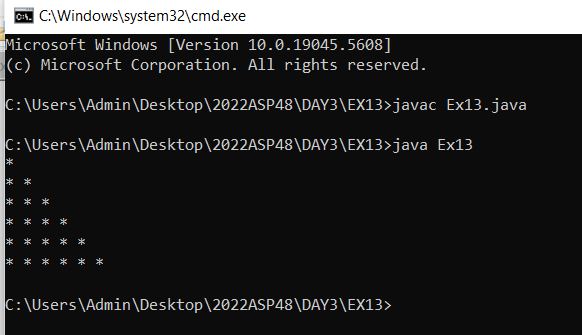 C:\Windows\system32\cmd.exe
Microsoft Windows [Version 10.0.19045.5608]
(c) Microsoft Corporation. All rights reserved.
C:\Users\Admin\Desktop\2022ASP48\DAY3\EX13>javac Ex13.java
C:\Users\Admin\Desktop\2022ASP48\DAY3\EX13>java Ex13
*
* *
* * *
* * * *
* * * * *
* * * * * *
C:\Users\Admin\Desktop\2022ASP48\DAY3\EX13>